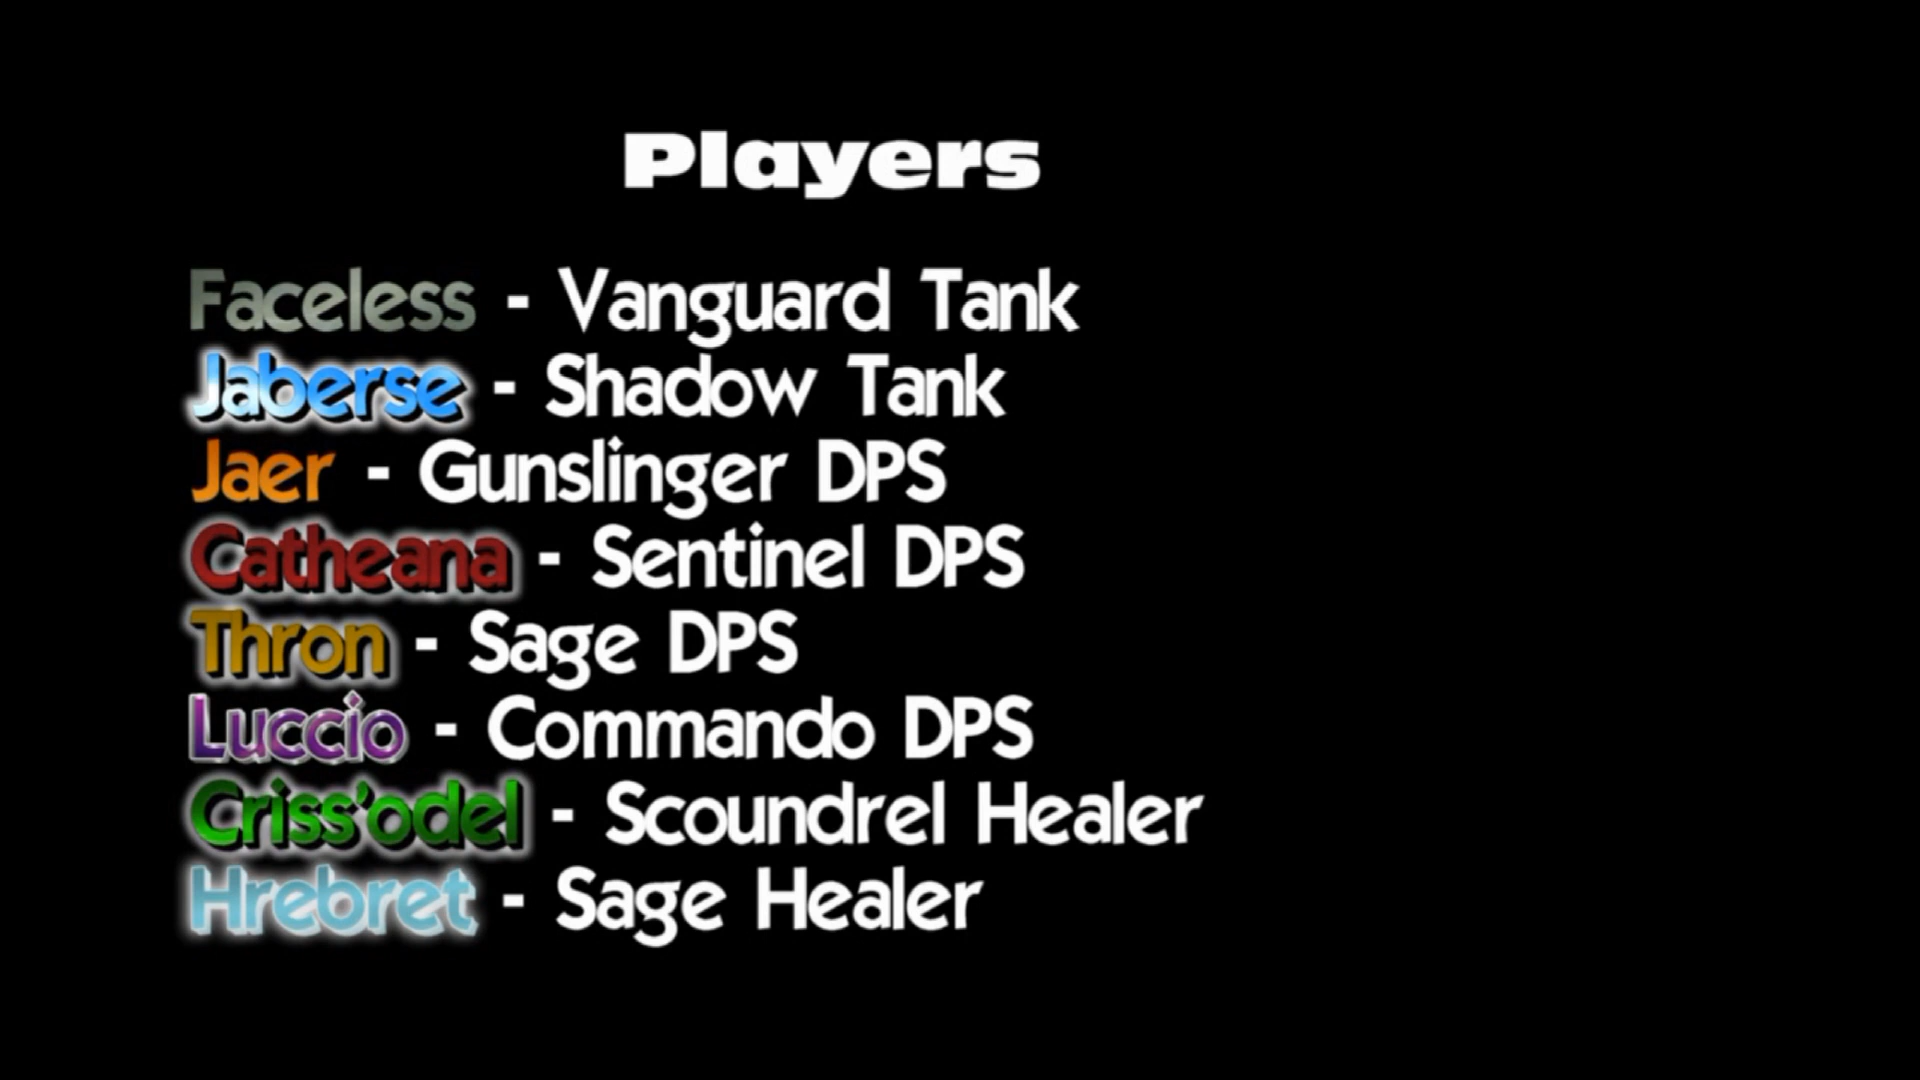 Players
Faceless - Vanguard Tank
Jaberse - Shadow Tank
Jaer - Gunslinger DPS
Catheana - Sentinel DPS
Thron - Sage DPS
Luccio - Commando DPS
Criss'odel - Scoundrel Healer
Hrebret - Sage Healer